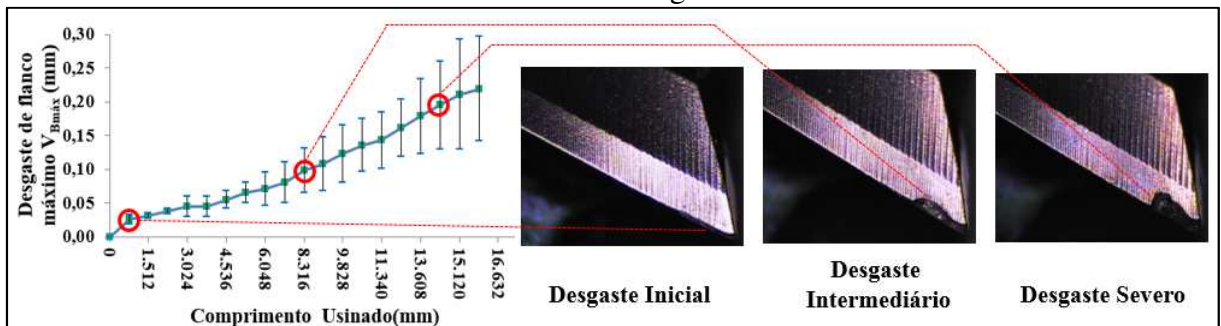 Desgaste de flanco
máximo V_Bmáx (mm)
0,30
0,25
0,20
0,15
0,10
0,05
0,00
0
1.512
3.024
4.536
6.048
8.316
9.828
11.340
13.608
15.120
16.632
Comprimento Usinado(mm)
Desgaste Inicial
Desgaste
Intermediário
Desgaste Severo